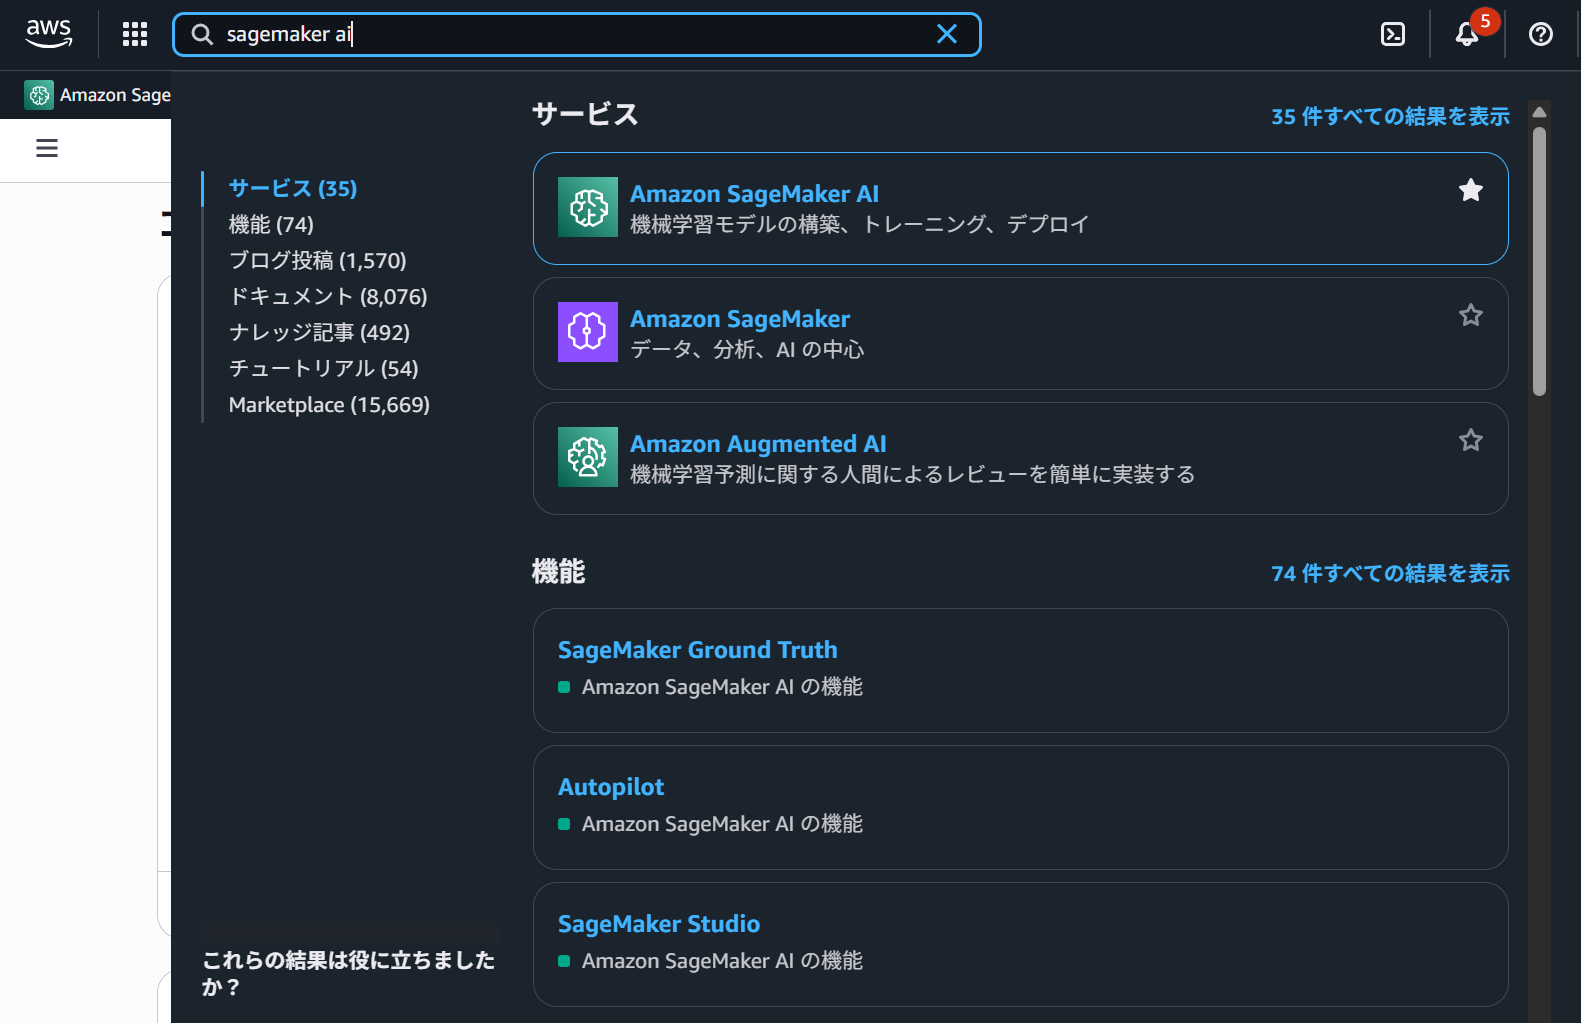 aws
sagemaker ai
5
Amazon Sage
サービス (35)
機能 (74)
ブログ投稿 (1,570)
ドキュメント (8,076)
ナレッジ記事 (492)
チュートリアル (54)
Marketplace (15,669)
これらの結果は役に立ちました
か？
サービス
35 件すべての結果を表示
Amazon SageMaker AI
機械学習モデルの構築、トレーニング、デプロイ
Amazon SageMaker
データ、分析、AI の中心
Amazon Augmented AI
機械学習予測に関する人間によるレビューを簡単に実装する
機能
74 件すべての結果を表示
SageMaker Ground Truth
Amazon SageMaker AI の機能
Autopilot
Amazon SageMaker AI の機能
SageMaker Studio
Amazon SageMaker AI の機能